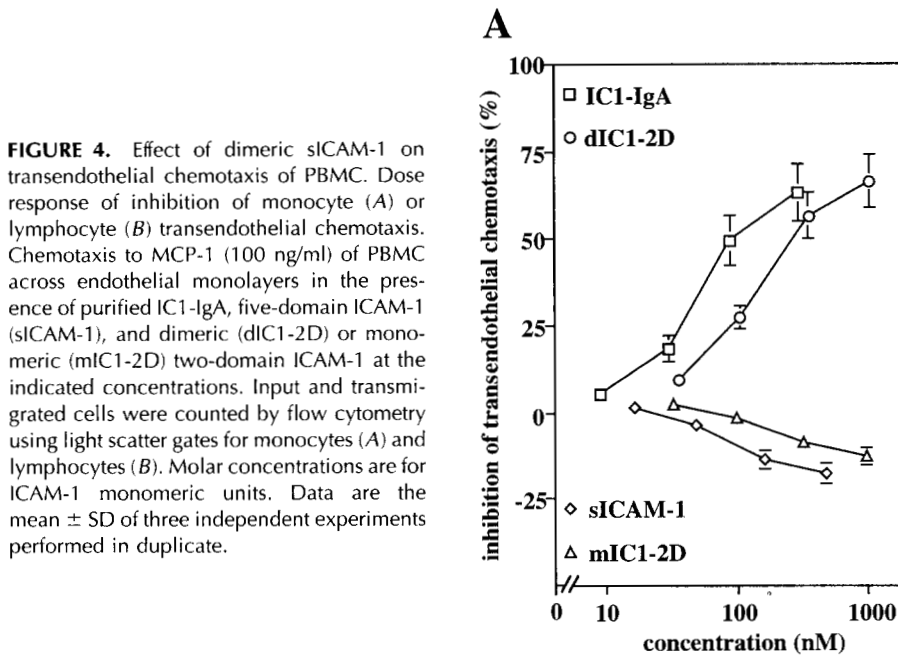 A
FIGURE 4. Effect of dimeric sICAM-1 on
transendothelial chemotaxis of PBMC. Dose
response of inhibition of monocyte (A) or
lymphocyte (B) transendothelial chemotaxis.
Chemotaxis to MCP-1 (100 ng/ml) of PBMC
across endothelial monolayers in the pres-
ence of purified IC1-IgA, five-domain ICAM-1
(sICAM-1), and dimeric (dIC1-2D) or mono-
meric (mIC1-2D) two-domain ICAM-1 at the
indicated concentrations. Input and transmi-
grated cells were counted by flow cytometry
using light scatter gates for monocytes (A) and
lymphocytes (B). Molar concentrations are for
ICAM-1 monomeric units. Data are the
mean ± SD of three independent experiments
performed in duplicate.
inhibition of transendothelial chemotaxis (%)
100
75
50
25
0
-25
IC1-IgA
dIC1-2D
sICAM-1
mIC1-2D
0 10 100 1000
concentration (nM)